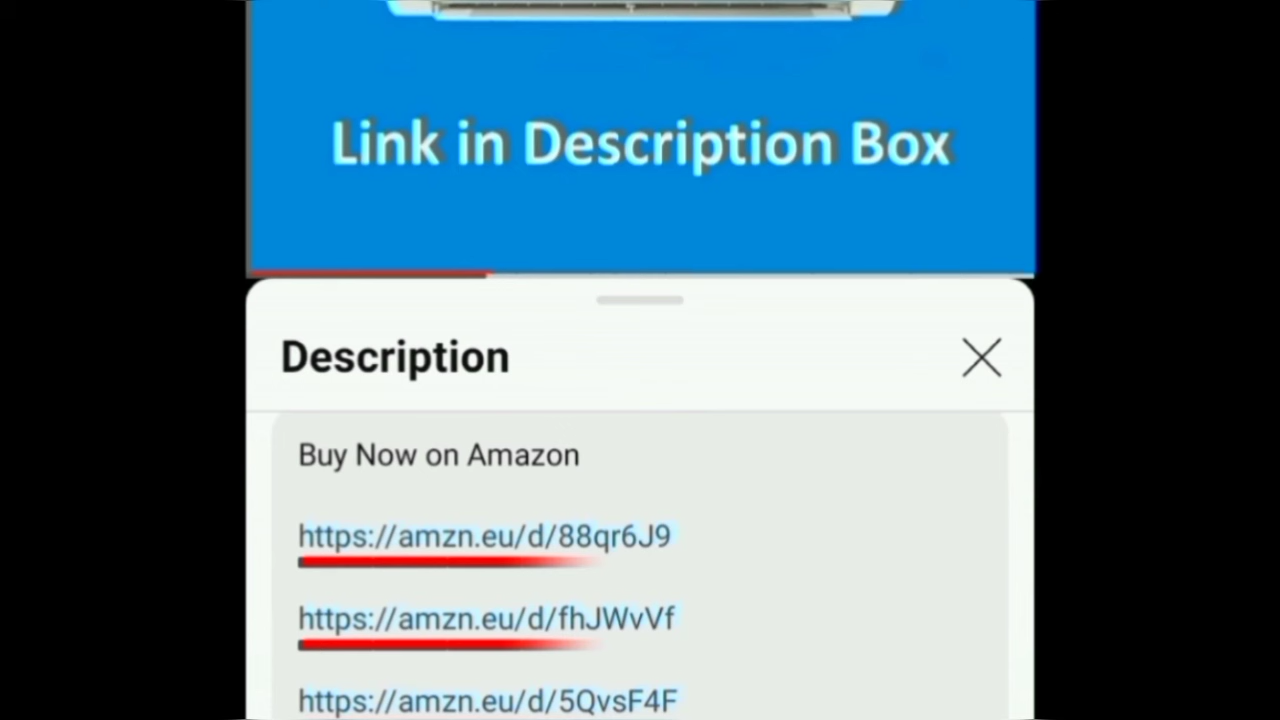 Link in Description Box
Description
Buy Now on Amazon
https://amzn.eu/d/88qr6J9
https://amzn.eu/d/fhJWvVf
https://amzn.eu/d/5QvsF4F